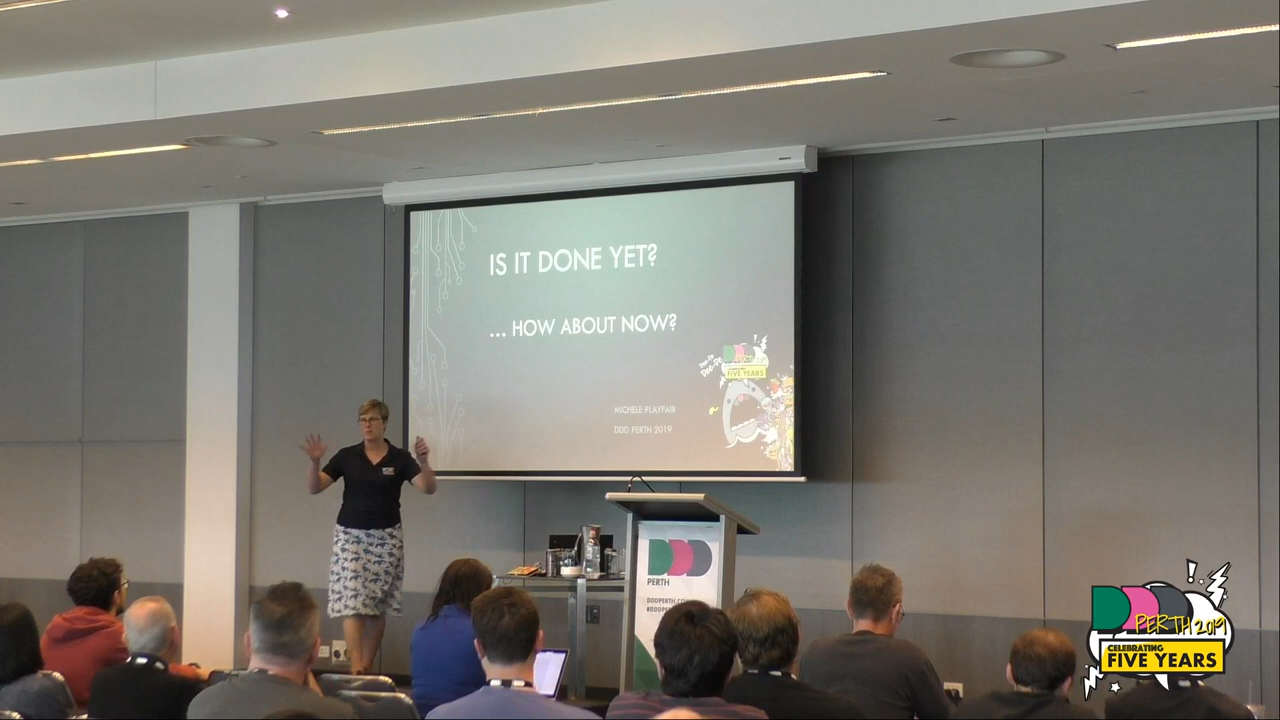 IS IT DONE YET?
... HOW ABOUT NOW?
FIVE YEARS
MICHELE PLAYFAIR
DDD PERTH 2019
DDD
PERTH
DDD
PERTH 2019
CELEBRATING
FIVE YEARS